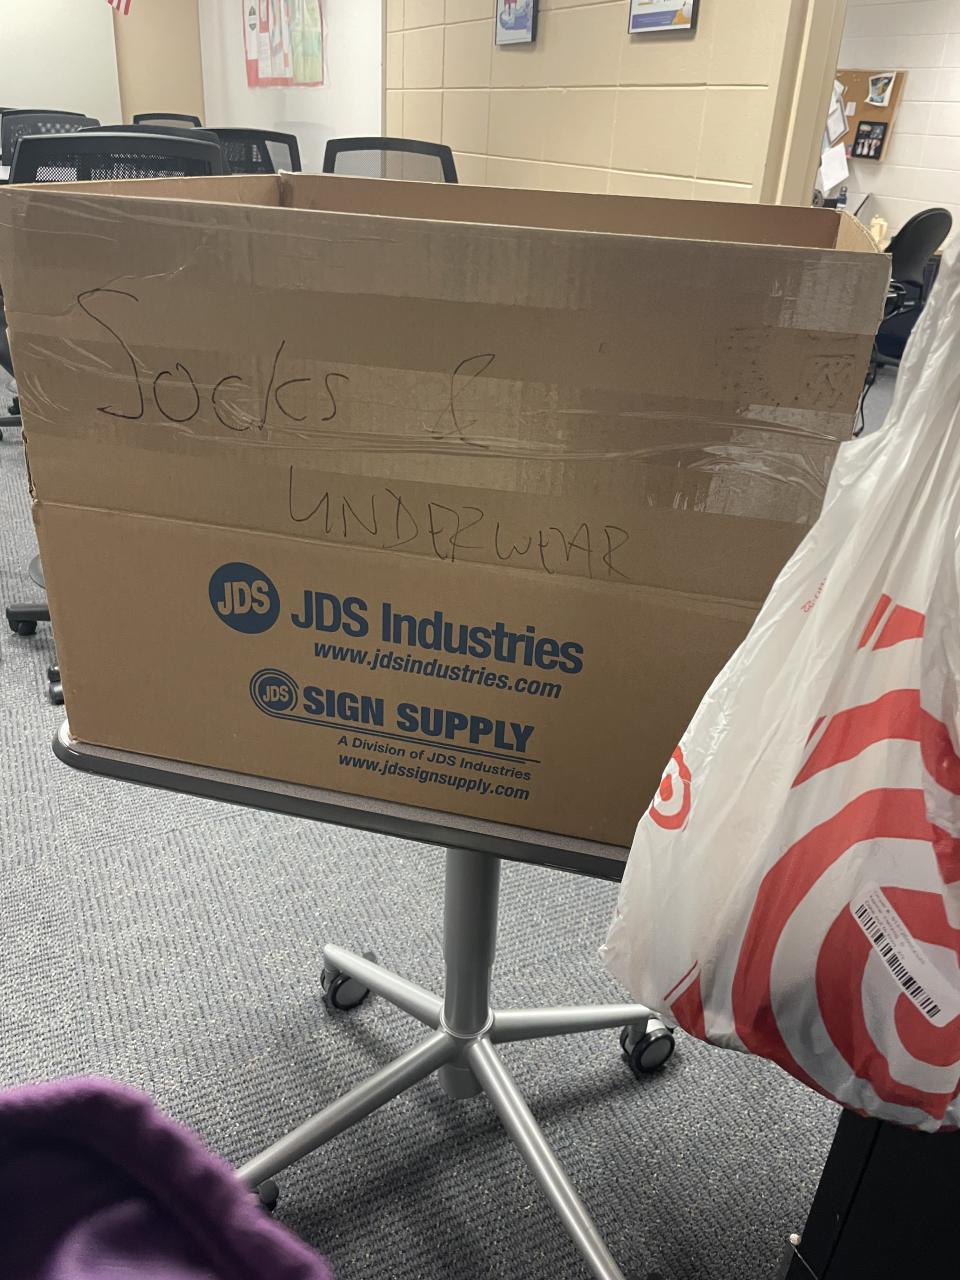 Socks &
UNDERWEAR
JDS JDS Industries
www.jdsindustries.com
JDS SIGN SUPPLY
A Division of JDS Industries
www.jdssignsupply.com